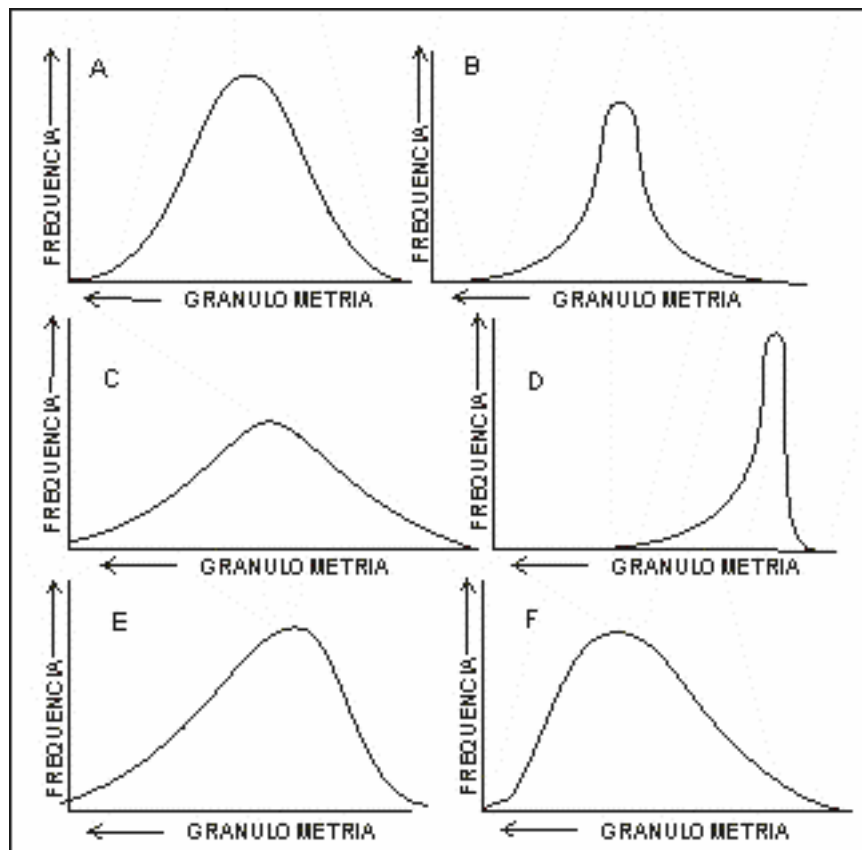 A
FREQUENCIA
GRANULO METRIA
B
FREQUENCIA
GRANULO METRIA
C
FREQUENCIA
GRANULO METRIA
D
FREQUENCIA
GRANULO METRIA
E
FREQUENCIA
GRANULO METRIA
F
FREQUENCIA
GRANULO METRIA